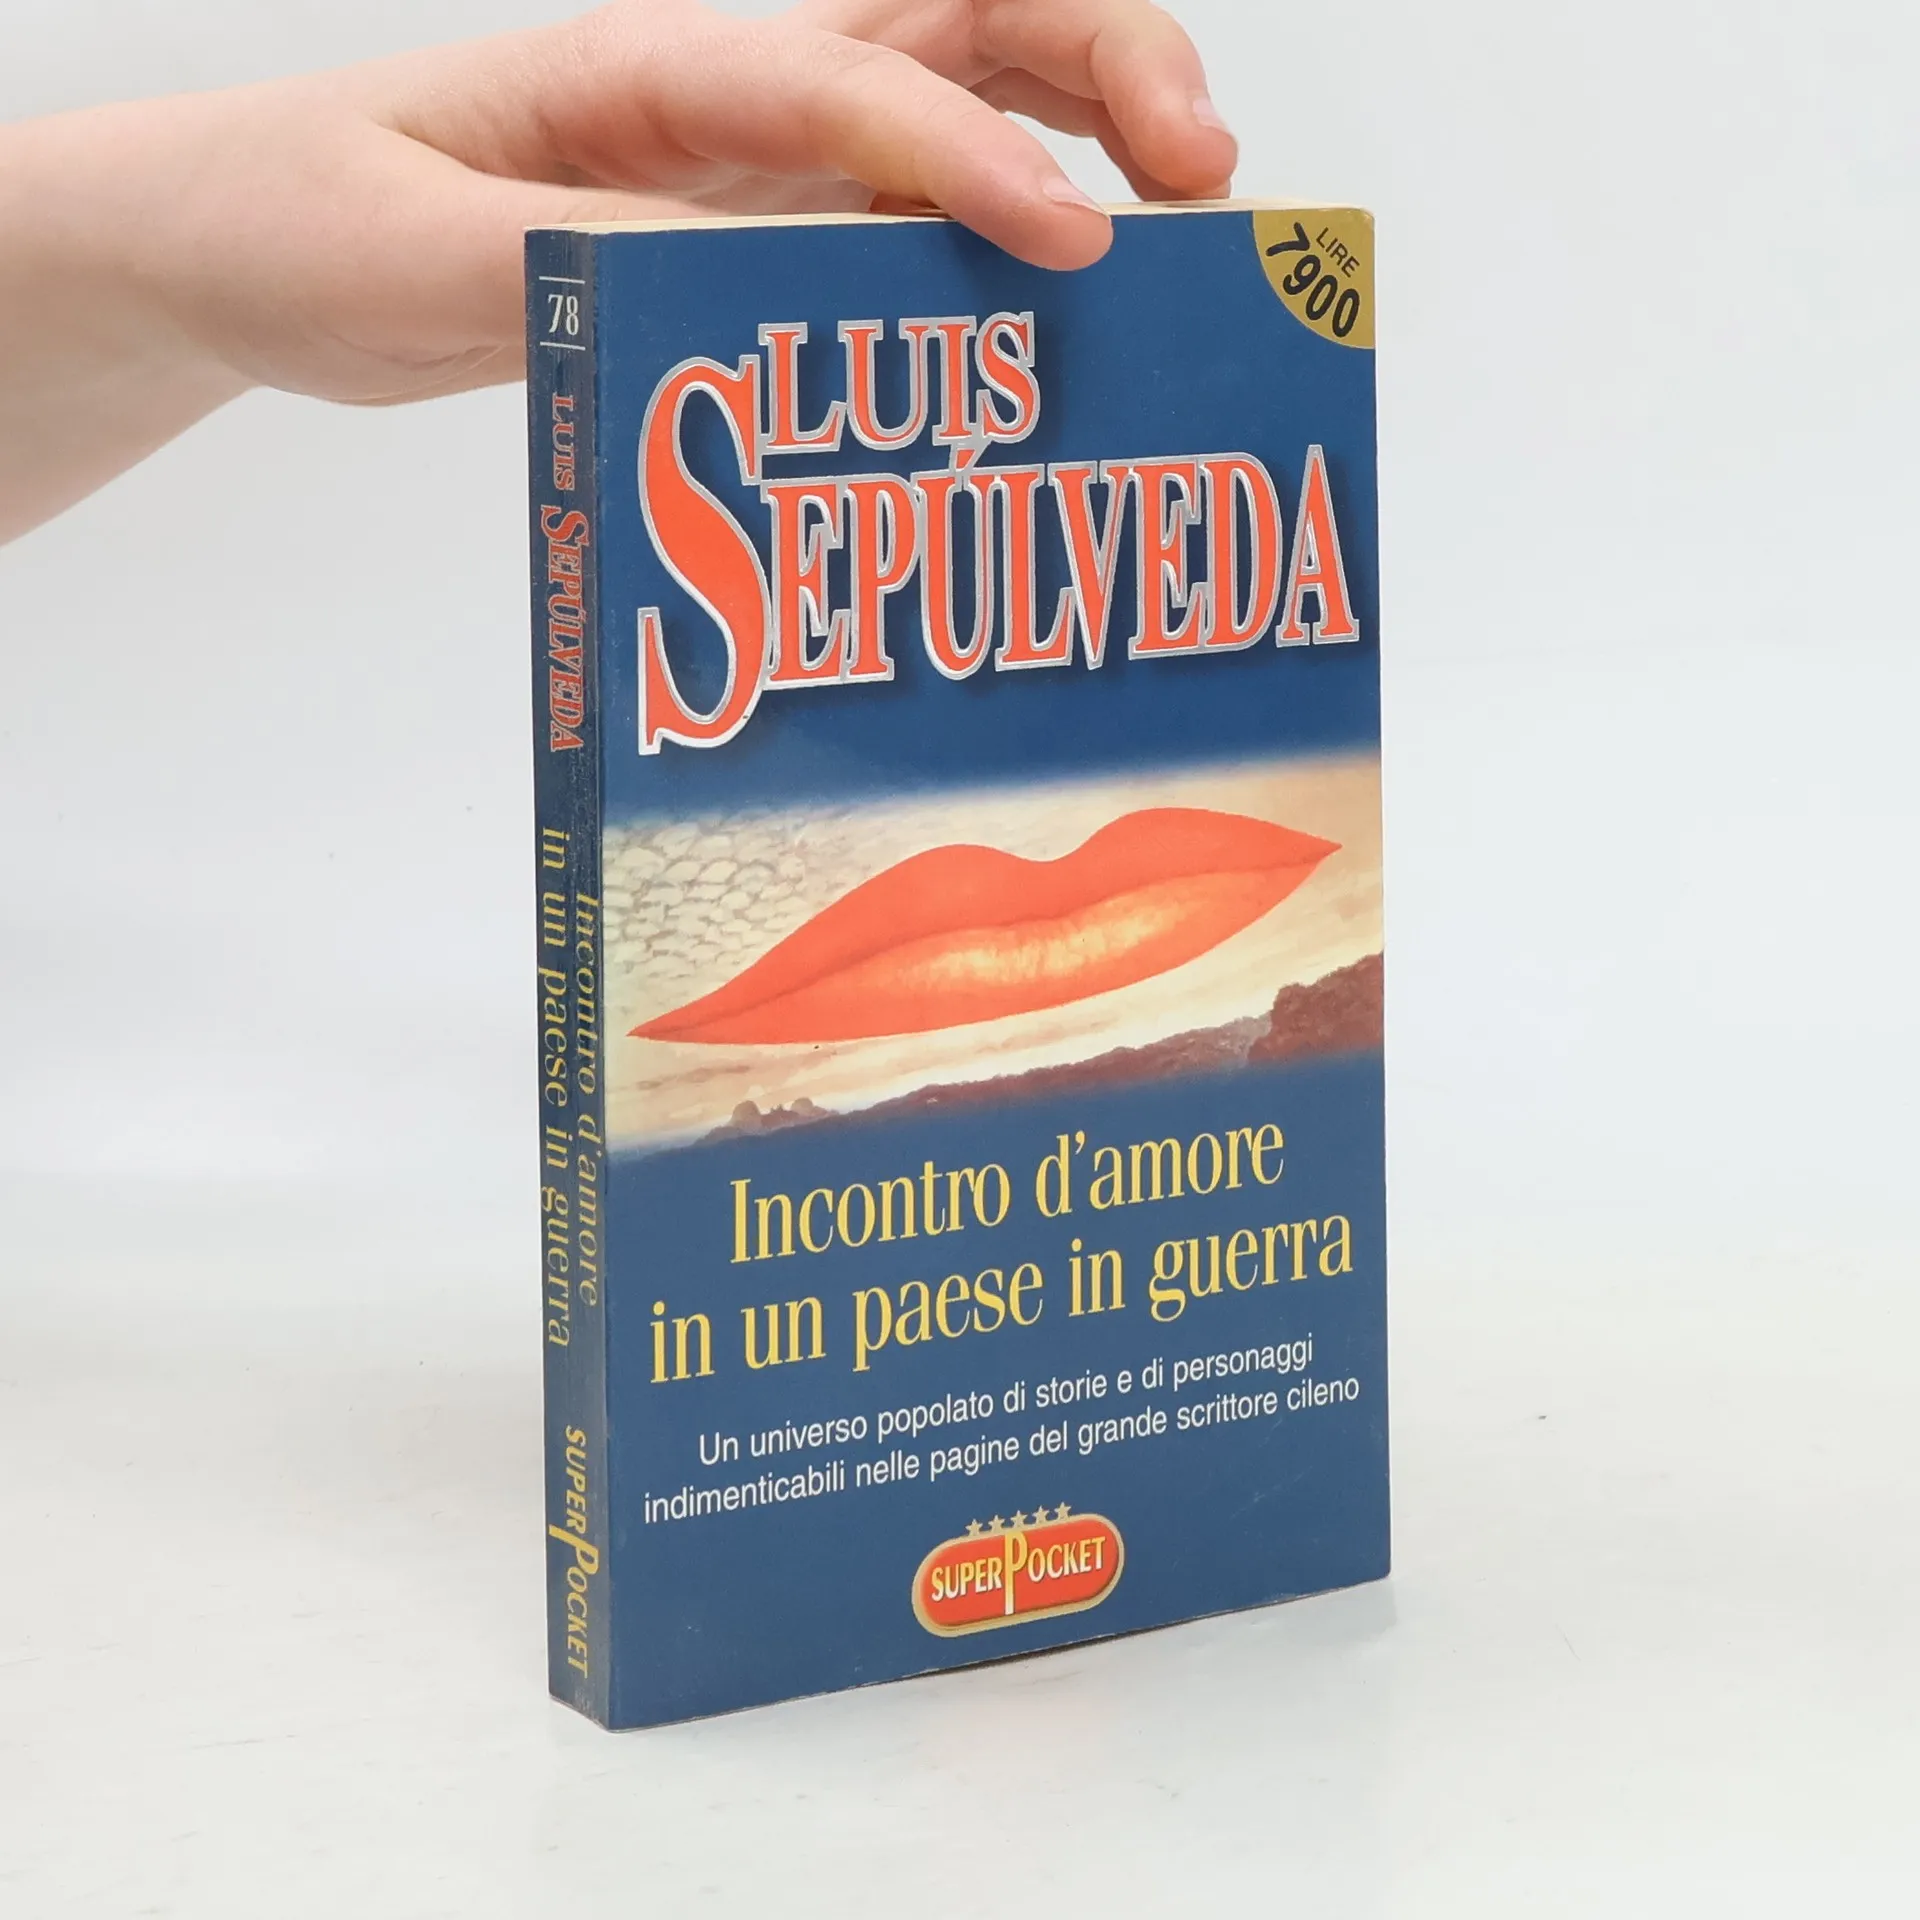 LIRE
7900
LUIS
SEPÚLVEDA
Incontro d'amore
in un paese in guerra
Un universo popolato di storie e di personaggi
indimenticabili nelle pagine del grande scrittore cileno
SUPERPOCKET
78
LUIS SEPÚLVEDA
Incontro d'amore
in un paese in guerra
SUPERPOCKET